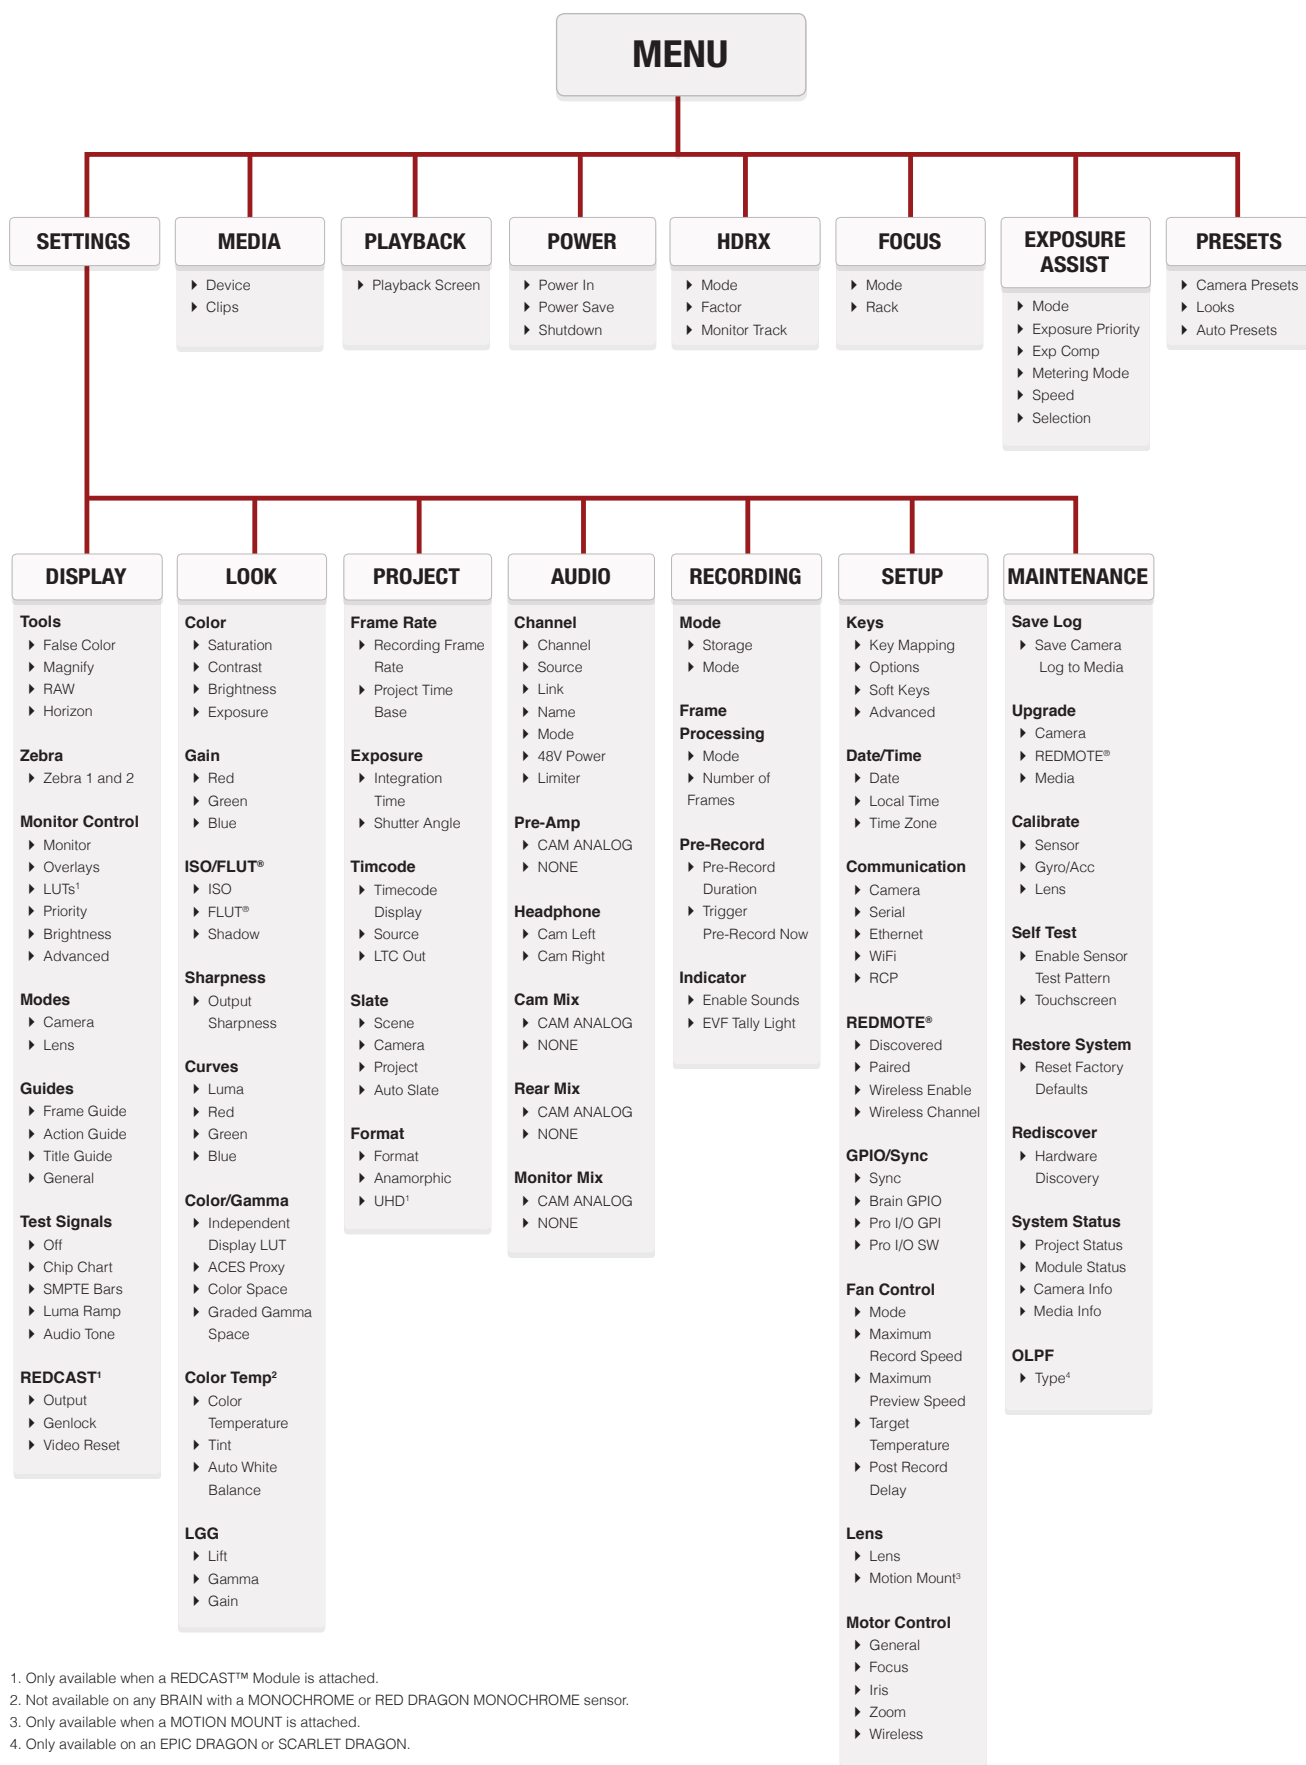 MENU
SETTINGS
MEDIA
Device
Clips
PLAYBACK
Playback Screen
POWER
Power In
Power Save
Shutdown
HDRX
Mode
Factor
Monitor Track
FOCUS
Mode
Rack
EXPOSURE
ASSIST
Mode
Exposure Priority
Exp Comp
Metering Mode
Speed
Selection
PRESETS
Camera Presets
Looks
Auto Presets
DISPLAY
Tools
False Color
Magnify
RAW
Horizon
Zebra
Zebra 1 and 2
Monitor Control
Monitor
Overlays
LUTs¹
Priority
Brightness
Advanced
Modes
Camera
Lens
Guides
Frame Guide
Action Guide
Title Guide
General
Test Signals
Off
Chip Chart
SMPTE Bars
Luma Ramp
Audio Tone
REDCAST¹
Output
Genlock
Video Reset
LOOK
Color
Saturation
Contrast
Brightness
Exposure
Gain
Red
Green
Blue
ISO/FLUT®
ISO
FLUT®
Shadow
Sharpness
Output
Sharpness
Curves
Luma
Red
Green
Blue
Color/Gamma
Independent
Display LUT
ACES Proxy
Color Space
Graded Gamma
Space
Color Temp²
Color
Temperature
Tint
Auto White
Balance
LGG
Lift
Gamma
Gain
PROJECT
Frame Rate
Recording Frame
Rate
Project Time
Base
Exposure
Integration
Time
Shutter Angle
Timcode
Timecode
Display
Source
LTC Out
Slate
Scene
Camera
Project
Auto Slate
Format
Format
Anamorphic
UHD¹
AUDIO
Channel
Channel
Source
Link
Name
Mode
48V Power
Limiter
Pre-Amp
CAM ANALOG
NONE
Headphone
Cam Left
Cam Right
Cam Mix
CAM ANALOG
NONE
Rear Mix
CAM ANALOG
NONE
Monitor Mix
CAM ANALOG
NONE
RECORDING
Mode
Storage
Mode
Frame
Processing
Mode
Number of
Frames
Pre-Record
Pre-Record
Duration
Trigger
Pre-Record Now
Indicator
Enable Sounds
EVF Tally Light
SETUP
Keys
Key Mapping
Options
Soft Keys
Advanced
Date/Time
Date
Local Time
Time Zone
Communication
Camera
Serial
Ethernet
WiFi
RCP
REDMOTE®
Discovered
Paired
Wireless Enable
Wireless Channel
GPIO/Sync
Sync
Brain GPIO
Pro I/O GPI
Pro I/O SW
Fan Control
Mode
Maximum
Record Speed
Maximum
Preview Speed
Target
Temperature
Post Record
Delay
Lens
Lens
Motion Mount³
Motor Control
General
Focus
Iris
Zoom
Wireless
MAINTENANCE
Save Log
Save Camera
Log to Media
Upgrade
Camera
REDMOTE®
Media
Calibrate
Sensor
Gyro/Acc
Lens
Self Test
Enable Sensor
Test Pattern
Touchscreen
Restore System
Reset Factory
Defaults
Rediscover
Hardware
Discovery
System Status
Project Status
Module Status
Camera Info
Media Info
OLPF
Type⁴
1. Only available when a REDCAST™ Module is attached.
2. Not available on any BRAIN with a MONOCHROME or RED DRAGON MONOCHROME sensor.
3. Only available when a MOTION MOUNT is attached.
4. Only available on an EPIC DRAGON or SCARLET DRAGON.